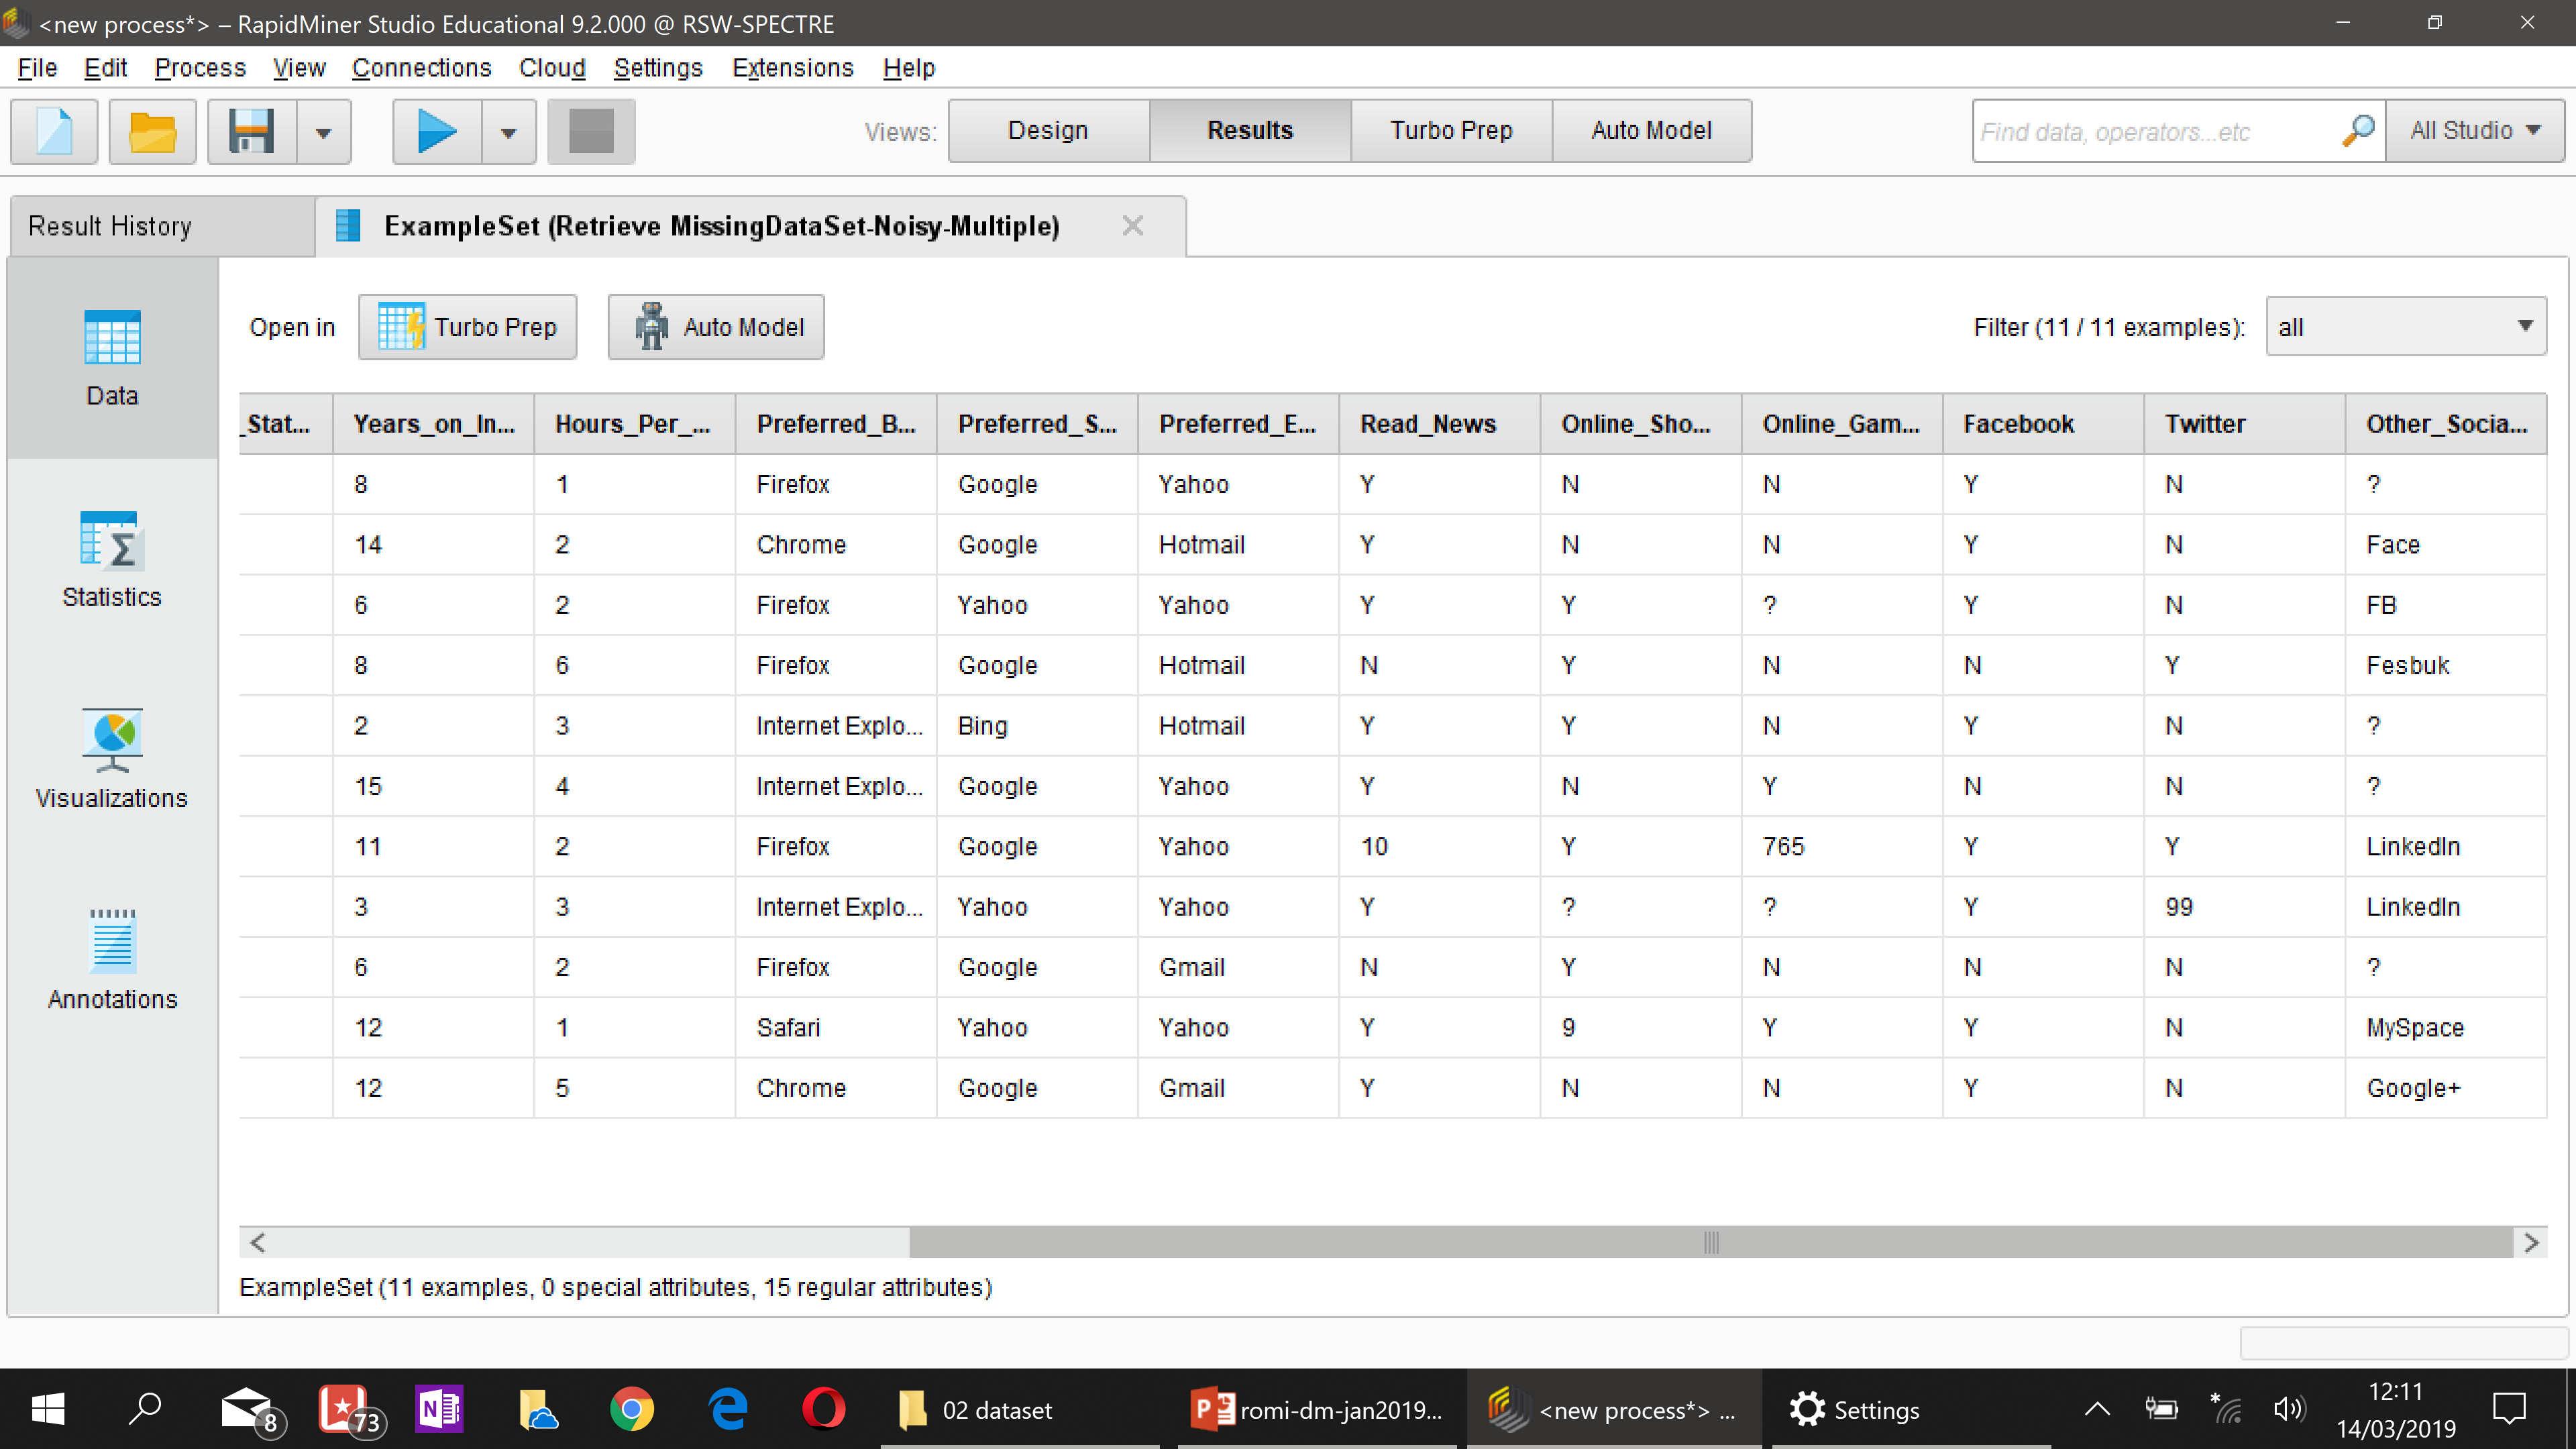 <new process*> – RapidMiner Studio Educational 9.2.000 @ RSW-SPECTRE
File Edit Process View Connections Cloud Settings Extensions Help
Views: Design Results Turbo Prep Auto Model Find data, operators...etc All Studio
Result History ExampleSet (Retrieve MissingDataSet-Noisy-Multiple)
Open in Turbo Prep Auto Model Filter (11 / 11 examples): all
Data
Statistics
Visualizations
Annotations
_Stat... Years_on_In... Hours_Per_... Preferred_B... Preferred_S... Preferred_E... Read_News Online_Sho... Online_Gam... Facebook Twitter Other_Socia...
8 1 Firefox Google Yahoo Y N N Y N ?
14 2 Chrome Google Hotmail Y N N Y N Face
6 2 Firefox Yahoo Yahoo Y Y ? Y N FB
8 6 Firefox Google Hotmail N Y N N Y Fesbuk
2 3 Internet Explo... Bing Hotmail Y Y N Y N ?
15 4 Internet Explo... Google Yahoo Y N Y N N ?
11 2 Firefox Google Yahoo 10 Y 765 Y Y LinkedIn
3 3 Internet Explo... Yahoo Yahoo Y ? ? Y 99 LinkedIn
6 2 Firefox Google Gmail N Y N N N ?
12 1 Safari Yahoo Yahoo Y 9 Y Y N MySpace
12 5 Chrome Google Gmail Y N N Y N Google+
ExampleSet (11 examples, 0 special attributes, 15 regular attributes)
8 73 N 02 dataset P romi-dm-jan2019... <new process*> ... Settings 12:11
14/03/2019